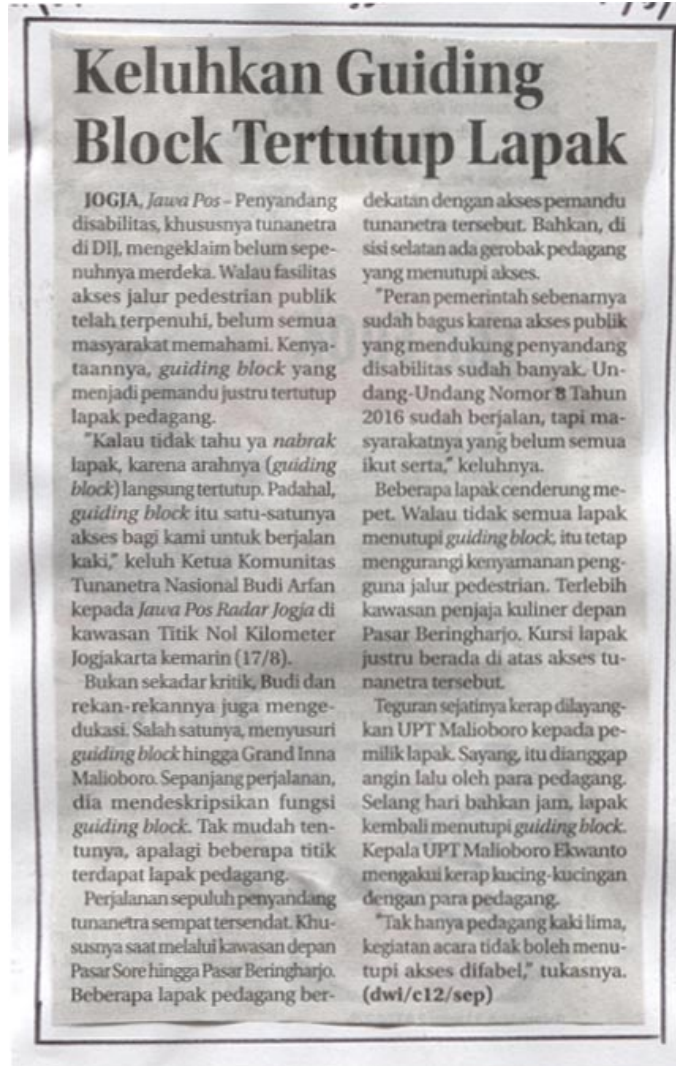 Keluhkan Guiding
Block Tertutup Lapak
JOGJA, Jawa Pos – Penyandang
disabilitas, khususnya tunanetra
di DIJ, mengeklaim belum sepe-
nuhnya merdeka. Walau fasilitas
akses jalur pedestrian publik
telah terpenuhi, belum semua
masyarakat memahami. Kenya-
taannya, guiding block yang
menjadi pemandu justru tertutup
lapak pedagang.
"Kalau tidak tahu ya nabrak
lapak, karena arahnya (guiding
block) langsung tertutup. Padahal,
guiding block itu satu-satunya
akses bagi kami untuk berjalan
kaki," keluh Ketua Komunitas
Tunanetra Nasional Budi Arfan
kepada Jawa Pos Radar Jogja di
kawasan Titik Nol Kilometer
Jogjakarta kemarin (17/8).
Bukan sekadar kritik, Budi dan
rekan-rekannya juga menge-
dukasi. Salah satunya, menyusuri
guiding block hingga Grand Inna
Malioboro. Sepanjang perjalanan,
dia mendeskripsikan fungsi
guiding block. Tak mudah ten-
tunya, apalagi beberapa titik
terdapat lapak pedagang.
Perjalanan sepuluh penyandang
tunanetra sempat tersendat. Khu-
susnya saat melalui kawasan depan
Pasar Sore hingga Pasar Beringharjo.
Beberapa lapak pedagang ber-
dekatan dengan akses pemandu
tunanetra tersebut. Bahkan, di
sisi selatan ada gerobak pedagang
yang menutupi akses.
"Peran pemerintah sebenarnya
sudah bagus karena akses publik
yang mendukung penyandang
disabilitas sudah banyak. Un-
dang-Undang Nomor 8 Tahun
2016 sudah berjalan, tapi ma-
syarakatnya yang belum semua
ikut serta," keluhnya.
Beberapa lapak cenderung me-
pet. Walau tidak semua lapak
menutupi guiding block, itu tetap
mengurangi kenyamanan peng-
guna jalur pedestrian. Terlebih
kawasan penjaja kuliner depan
Pasar Beringharjo. Kursi lapak
justru berada di atas akses tu-
nanetra tersebut.
Teguran sejatinya kerap dilayang-
kan UPT Malioboro kepada pe-
milik lapak. Sayang, itu dianggap
angin lalu oleh para pedagang.
Selang hari bahkan jam, lapak
kembali menutupi guiding block.
Kepala UPT Malioboro Ekwanto
mengakui kerap kucing-kucingan
dengan para pedagang.
"Tak hanya pedagang kaki lima,
kegiatan acara tidak boleh menu-
tupi akses difabel," tukasnya.
(dwi/c12/sep)